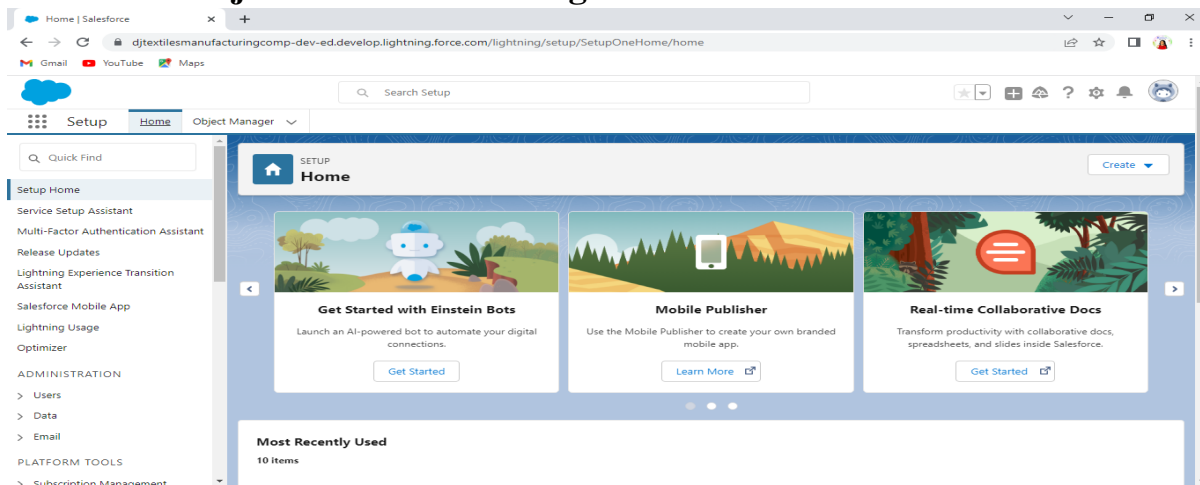 Home | Salesforce
djtextilesmanufacturingcomp-dev-ed.develop.lightning.force.com/lightning/setup/SetupOneHome/home
Gmail YouTube Maps
Search Setup
Setup Home Object Manager
Quick Find
Setup Home
Service Setup Assistant
Multi-Factor Authentication Assistant
Release Updates
Lightning Experience Transition
Assistant
Salesforce Mobile App
Lightning Usage
Optimizer
ADMINISTRATION
> Users
> Data
> Email
PLATFORM TOOLS
> Subscription Management
SETUP
Home
Create
Get Started with Einstein Bots
Launch an AI-powered bot to automate your digital
connections.
Get Started
Mobile Publisher
Use the Mobile Publisher to create your own branded
mobile app.
Learn More
Real-time Collaborative Docs
Transform productivity with collaborative docs,
spreadsheets, and slides inside Salesforce.
Get Started
Most Recently Used
10 items